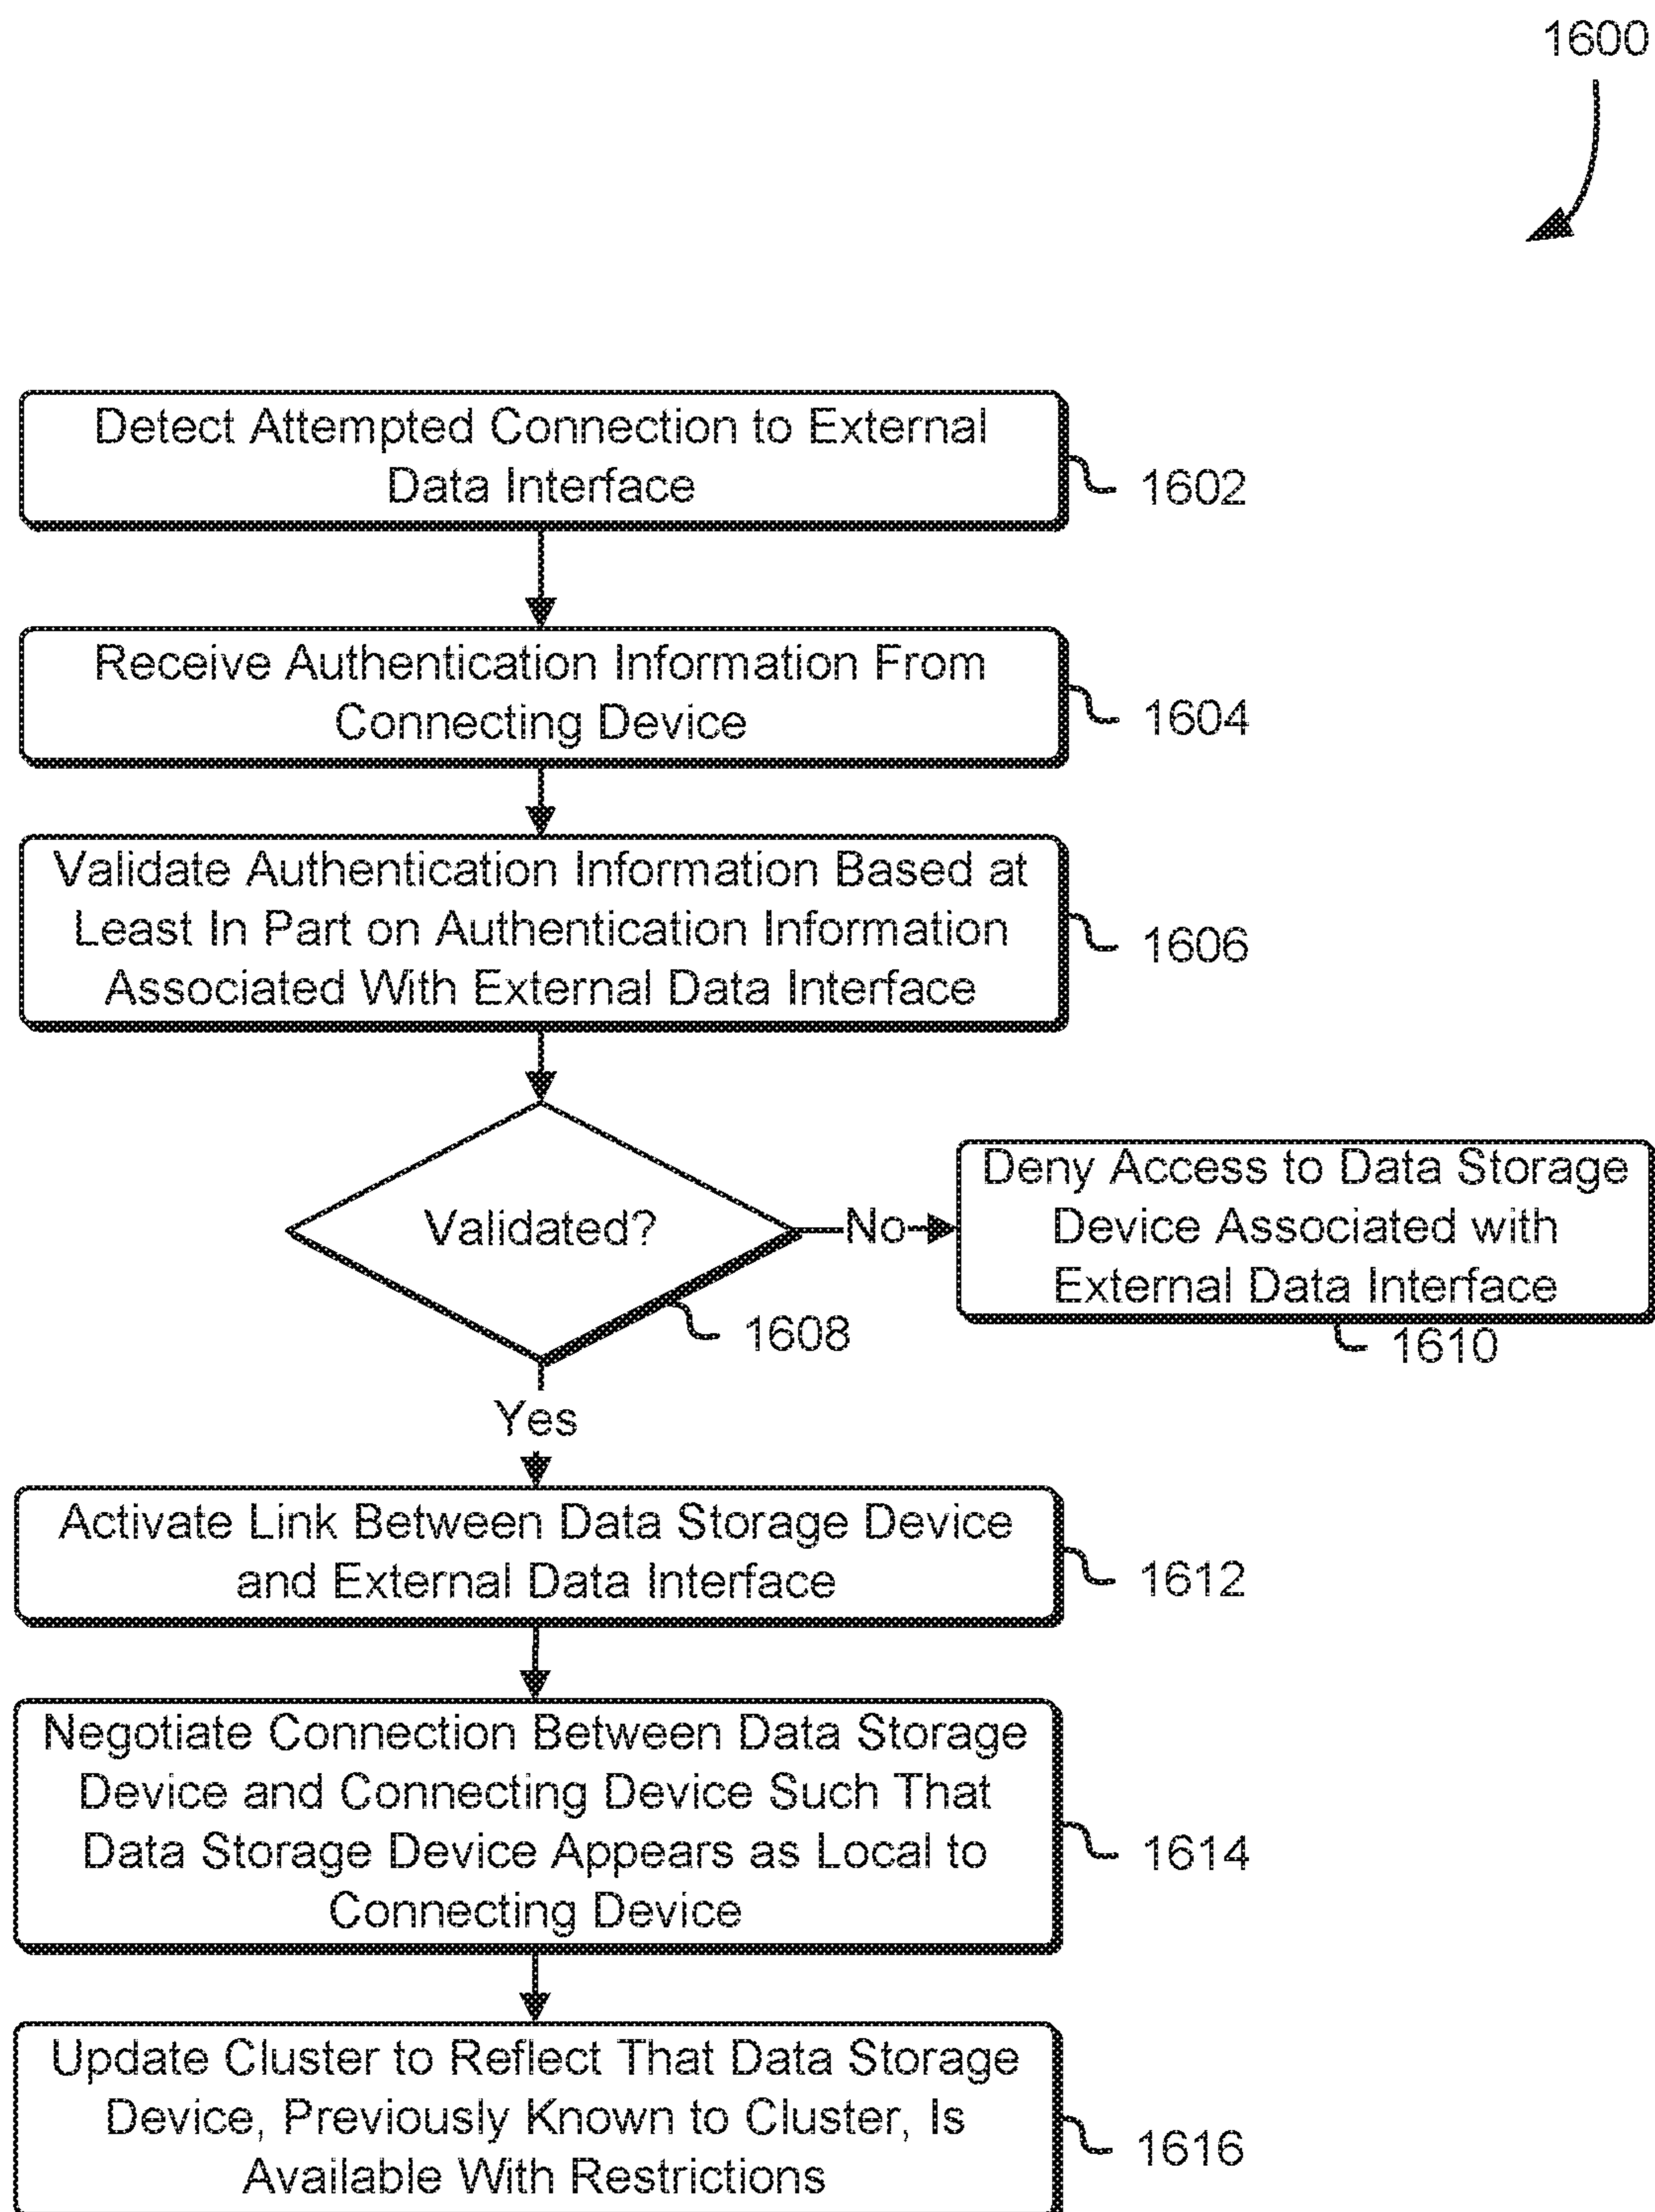 1600
Detect Attempted Connection to External
Data Interface
1602
Receive Authentication Information From
Connecting Device
1604
Validate Authentication Information Based at
Least In Part on Authentication Information
Associated With External Data Interface
1606
Validated?
1608
No
Deny Access to Data Storage
Device Associated with
External Data Interface
1610
Yes
Activate Link Between Data Storage Device
and External Data Interface
1612
Negotiate Connection Between Data Storage
Device and Connecting Device Such That
Data Storage Device Appears as Local to
Connecting Device
1614
Update Cluster to Reflect That Data Storage
Device, Previously Known to Cluster, Is
Available With Restrictions
1616